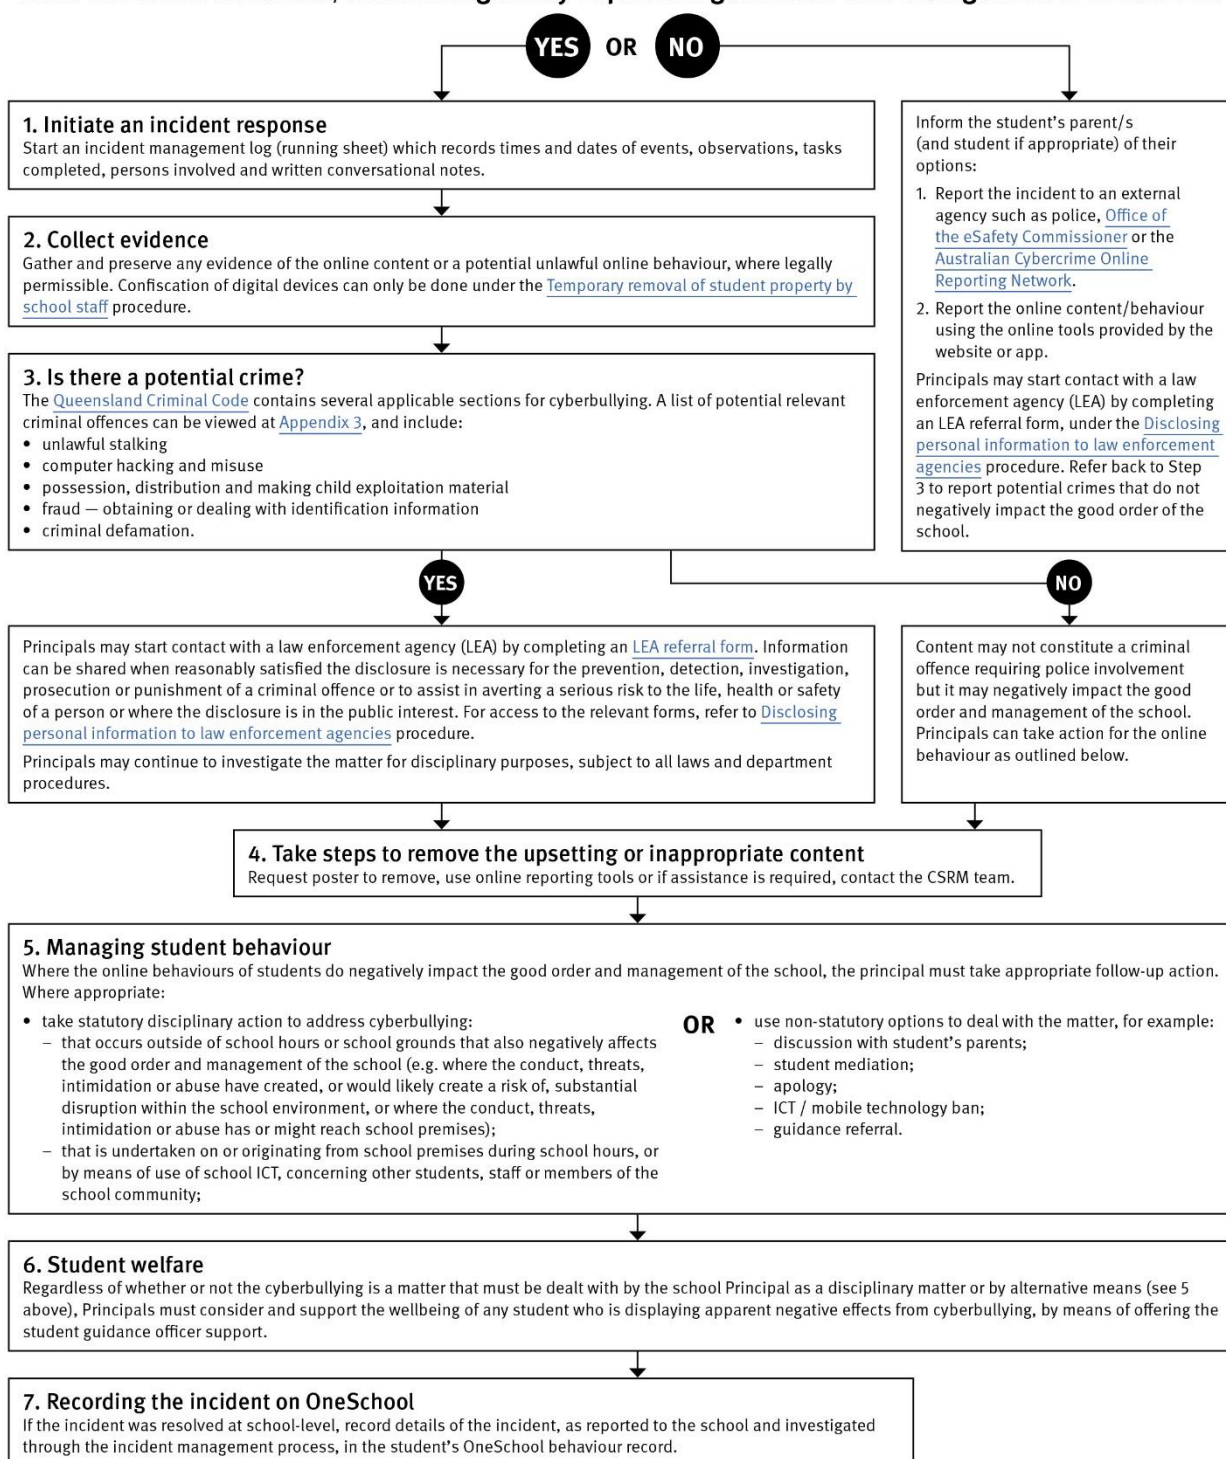 YES OR NO
1. Initiate an incident response
Start an incident management log (running sheet) which records times and dates of events, observations, tasks
completed, persons involved and written conversational notes.
2. Collect evidence
Gather and preserve any evidence of the online content or a potential unlawful online behaviour, where legally
permissible. Confiscation of digital devices can only be done under the Temporary removal of student property by
school staff procedure.
3. Is there a potential crime?
The Queensland Criminal Code contains several applicable sections for cyberbullying. A list of potential relevant
criminal offences can be viewed at Appendix 3, and include:
• unlawful stalking
• computer hacking and misuse
• possession, distribution and making child exploitation material
• fraud — obtaining or dealing with identification information
• criminal defamation.
Inform the student's parent/s
(and student if appropriate) of their
options:
1. Report the incident to an external
agency such as police, Office of
the eSafety Commissioner or the
Australian Cybercrime Online
Reporting Network.
2. Report the online content/behaviour
using the online tools provided by the
website or app.
Principals may start contact with a law
enforcement agency (LEA) by completing
an LEA referral form, under the Disclosing
personal information to law enforcement
agencies procedure. Refer back to Step
3 to report potential crimes that do not
negatively impact the good order of the
school.
YES
NO
Principals may start contact with a law enforcement agency (LEA) by completing an LEA referral form. Information
can be shared when reasonably satisfied the disclosure is necessary for the prevention, detection, investigation,
prosecution or punishment of a criminal offence or to assist in averting a serious risk to the life, health or safety
of a person or where the disclosure is in the public interest. For access to the relevant forms, refer to Disclosing
personal information to law enforcement agencies procedure.
Principals may continue to investigate the matter for disciplinary purposes, subject to all laws and department
procedures.
Content may not constitute a criminal
offence requiring police involvement
but it may negatively impact the good
order and management of the school.
Principals can take action for the online
behaviour as outlined below.
4. Take steps to remove the upsetting or inappropriate content
Request poster to remove, use online reporting tools or if assistance is required, contact the CSRM team.
5. Managing student behaviour
Where the online behaviours of students do negatively impact the good order and management of the school, the principal must take appropriate follow-up action.
Where appropriate:
• take statutory disciplinary action to address cyberbullying:
– that occurs outside of school hours or school grounds that also negatively affects
the good order and management of the school (e.g. where the conduct, threats,
intimidation or abuse have created, or would likely create a risk of, substantial
disruption within the school environment, or where the conduct, threats,
intimidation or abuse has or might reach school premises);
– that is undertaken on or originating from school premises during school hours, or
by means of use of school ICT, concerning other students, staff or members of the
school community;
OR
• use non-statutory options to deal with the matter, for example:
– discussion with student's parents;
– student mediation;
– apology;
– ICT / mobile technology ban;
– guidance referral.
6. Student welfare
Regardless of whether or not the cyberbullying is a matter that must be dealt with by the school Principal as a disciplinary matter or by alternative means (see 5
above), Principals must consider and support the wellbeing of any student who is displaying apparent negative effects from cyberbullying, by means of offering the
student guidance officer support.
7. Recording the incident on OneSchool
If the incident was resolved at school-level, record details of the incident, as reported to the school and investigated
through the incident management process, in the student's OneSchool behaviour record.